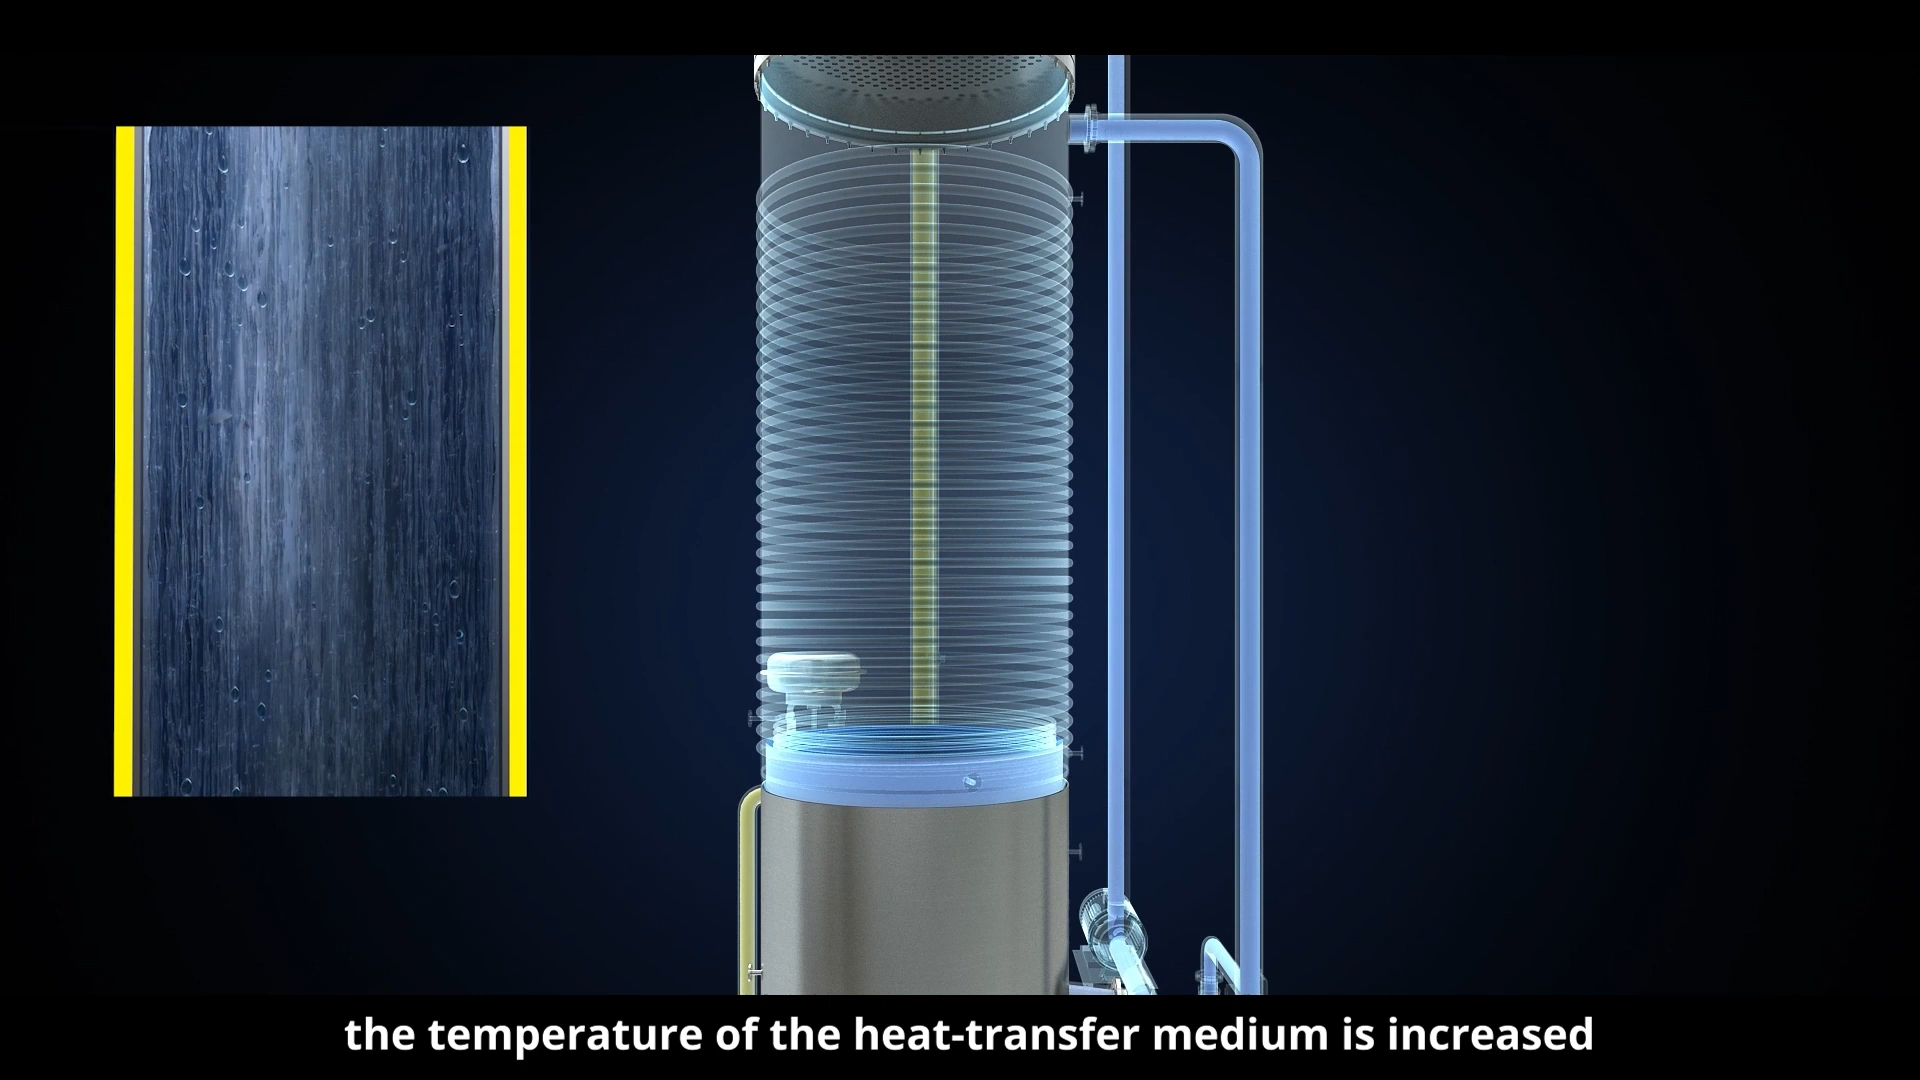 the temperature of the heat-transfer medium is increased